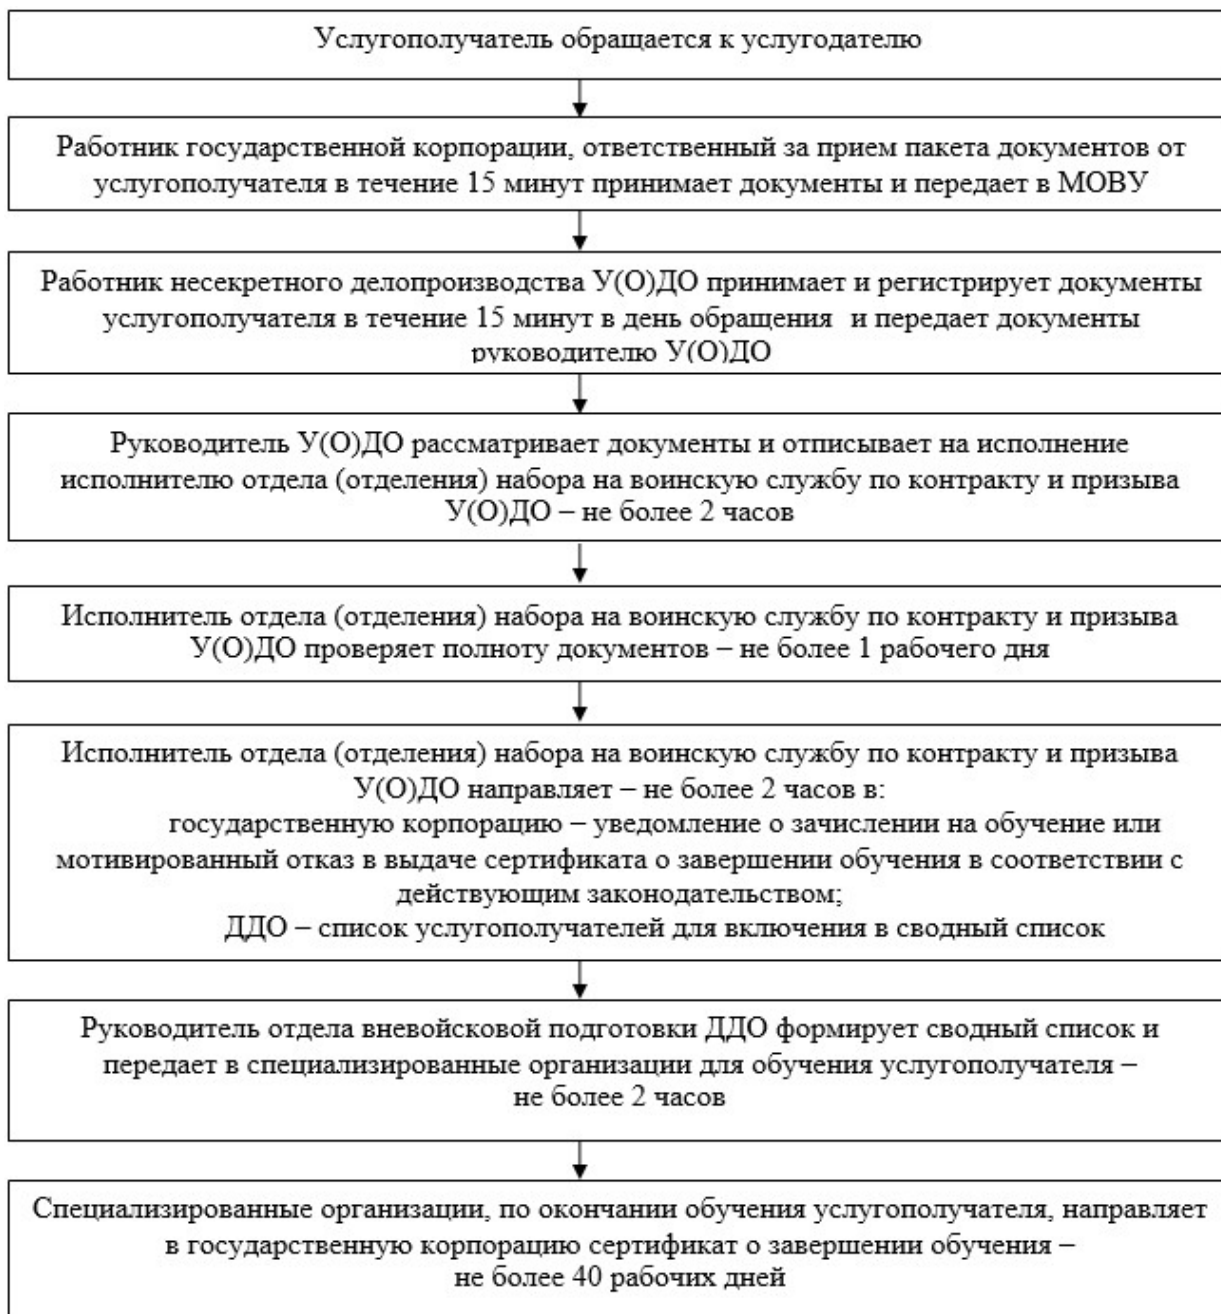 Услугополучатель обращается к услугодателю
Работник государственной корпорации, ответственный за прием пакета документов от
услугополучателя в течение 15 минут принимает документы и передает в МОВУ
Работник несекретного делопроизводства У(О)ДО принимает и регистрирует документы
услугополучателя в течение 15 минут в день обращения и передает документы
руководителю У(О)ДО
Руководитель У(О)ДО рассматривает документы и отписывает на исполнение
исполнителю отдела (отделения) набора на воинскую службу по контракту и призыва
У(О)ДО – не более 2 часов
Исполнитель отдела (отделения) набора на воинскую службу по контракту и призыва
У(О)ДО проверяет полноту документов – не более 1 рабочего дня
Исполнитель отдела (отделения) набора на воинскую службу по контракту и призыва
У(О)ДО направляет – не более 2 часов в:
государственную корпорацию – уведомление о зачислении на обучение или
мотивированный отказ в выдаче сертификата о завершении обучения в соответствии с
действующим законодательством;
ДДО – список услугополучателей для включения в сводный список
Руководитель отдела вневойсковой подготовки ДДО формирует сводный список и
передает в специализированные организации для обучения услугополучателя –
не более 2 часов
Специализированные организации, по окончании обучения услугополучателя, направляет
в государственную корпорацию сертификат о завершении обучения –
не более 40 рабочих дней